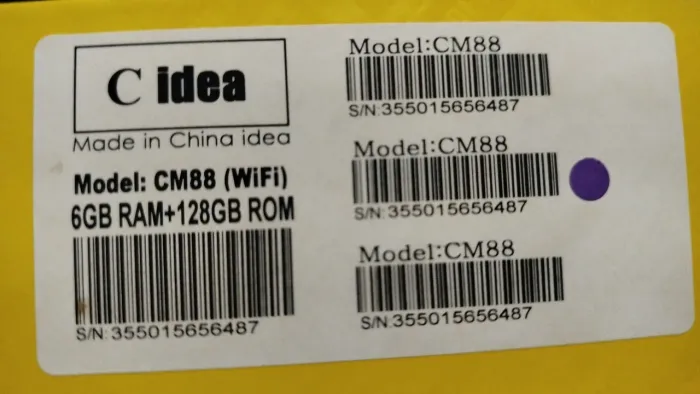 C idea
Made in China idea
Model: CM88 (WiFi)
6GB RAM+128GB ROM
S/N:355015656487
Model:CM88
S/N:355015656487
Model:CM88
S/N:355015656487
Model:CM88
S/N:355015656487